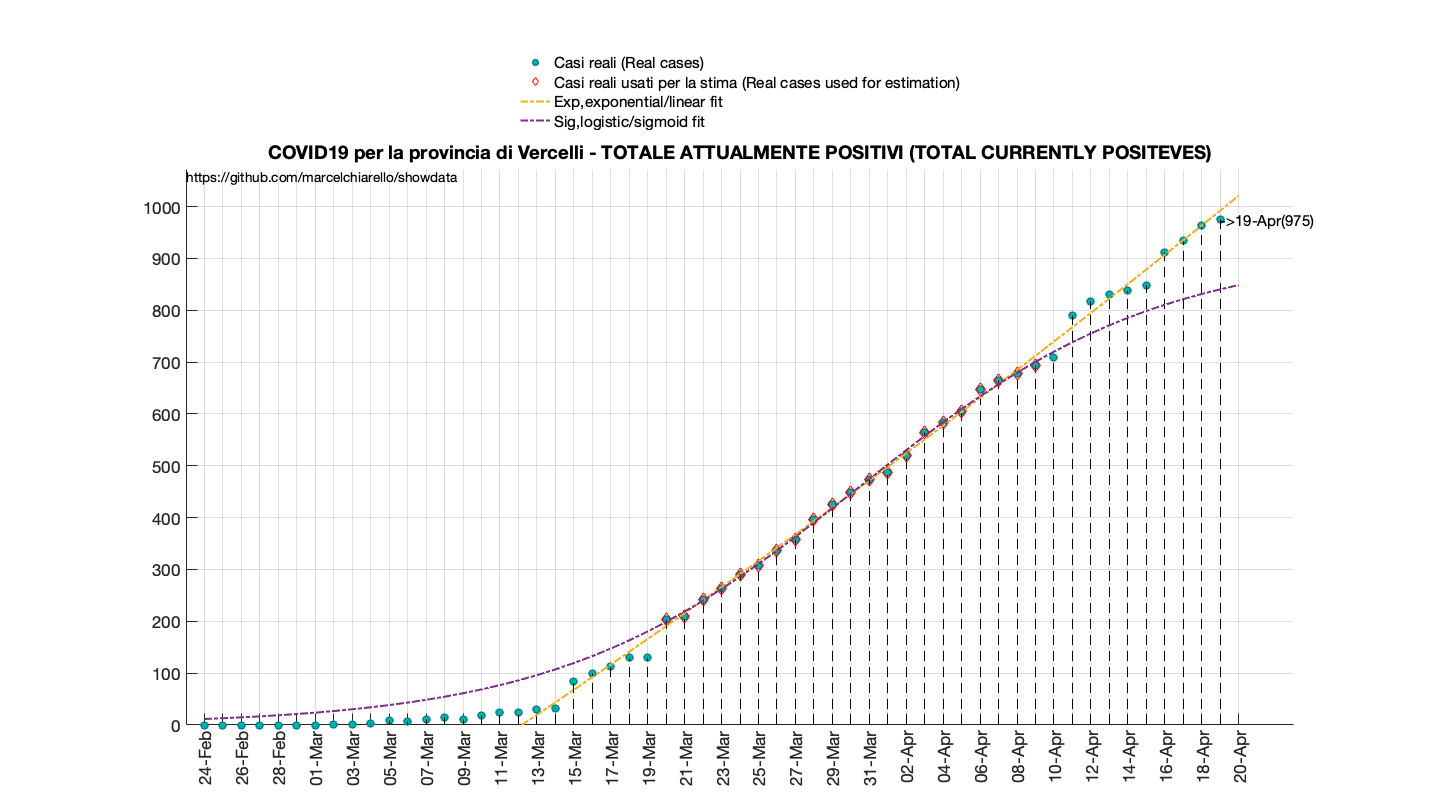 Casi reali (Real cases)
Casi reali usati per la stima (Real cases used for estimation)
Exp,exponential/linear fit
Sig,logistic/sigmoid fit
COVID19 per la provincia di Vercelli - TOTALE ATTUALMENTE POSITIVI (TOTAL CURRENTLY POSITEVES)
https://github.com/marcelchiarello/showdata
1000
900
800
700
600
500
400
300
200
100
0
>19-Apr(975)
24-Feb
26-Feb
28-Feb
01-Mar
03-Mar
05-Mar
07-Mar
09-Mar
11-Mar
13-Mar
15-Mar
17-Mar
19-Mar
21-Mar
23-Mar
25-Mar
27-Mar
29-Mar
31-Mar
02-Apr
04-Apr
06-Apr
08-Apr
10-Apr
12-Apr
14-Apr
16-Apr
18-Apr
20-Apr